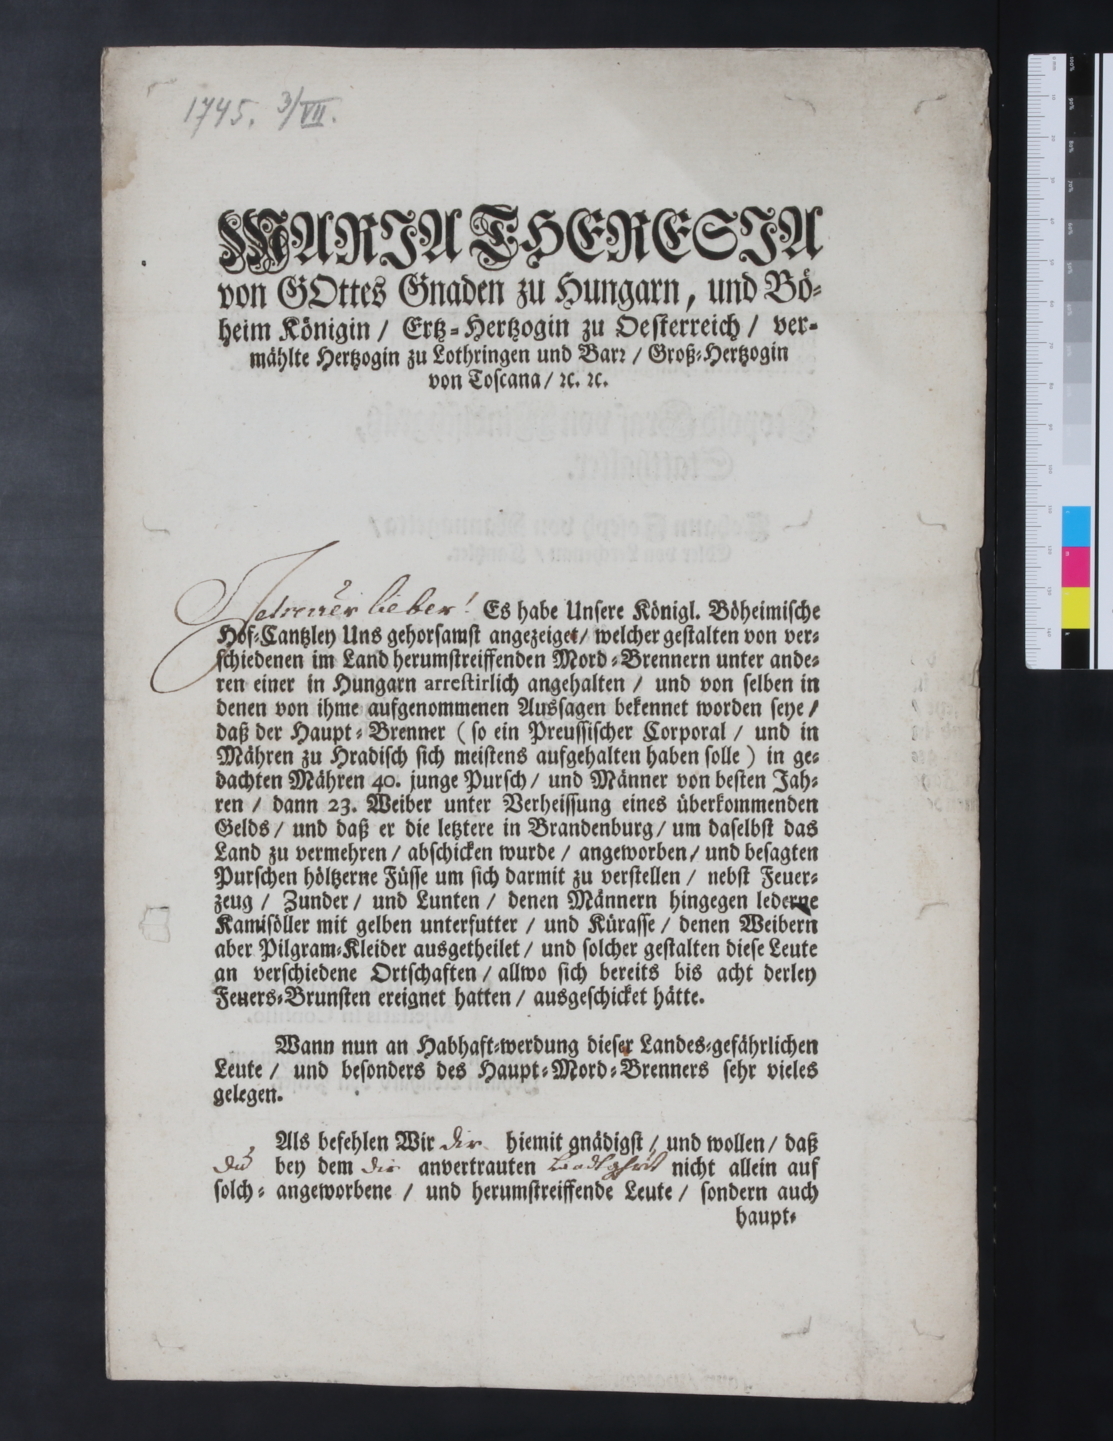 1745. 3/VII.
MARIA THERESIA
von GOttes Gnaden zu Hungarn, und Bö-
heim Königin / Ertz-Hertzogin zu Oesterreich / ver-
mählte Hertzogin zu Lothringen und Barr / Groß-Hertzogin
von Toscana / ꝛc. ꝛc.
Getreuer lieber! Es habe Unsere Königl. Böheimische
Hof-Cantzley Uns gehorsamst angezeiget / welcher gestalten von ver-
schiedenen im Land herumstreiffenden Mord-Brennern unter ande-
ren einer in Hungarn arrestirlich angehalten / und von selben in
denen von ihme aufgenommenen Aussagen bekennet worden seye /
daß der Haupt-Brenner (so ein Preussischer Corporal / und in
Mähren zu Hradisch sich meistens aufgehalten haben solle) in ge-
dachten Mähren 40. junge Pursch / und Männer von besten Jah-
ren / dann 23. Weiber unter Verheissung eines überkommenden
Gelds / und daß er die letztere in Brandenburg / um daselbst das
Land zu vermehren / abschicken wurde / angeworben / und besagten
Purschen höltzerne Füsse um sich darmit zu verstellen / nebst Feuer-
zeug / Zunder / und Lunten / denen Männern hingegen lederne
Kamisöller mit gelben unterfutter / und Kürasse / denen Weibern
aber Pilgram-Kleider ausgetheilet / und solcher gestalten diese Leute
an verschiedene Ortschaften / allwo sich bereits bis acht derley
Feuers-Brunsten ereignet hatten / ausgeschicket hätte.
Wann nun an Habhaft-werdung dieser Landes-gefährlichen
Leute / und besonders des Haupt-Mord-Brenners sehr vieles
gelegen.
Als befehlen Wir dir hiemit gnädigst / und wollen / daß
du bey dem dir anvertrauten nicht allein auf
solch-angeworbene / und herumstreiffende Leute / sondern auch
haupt-